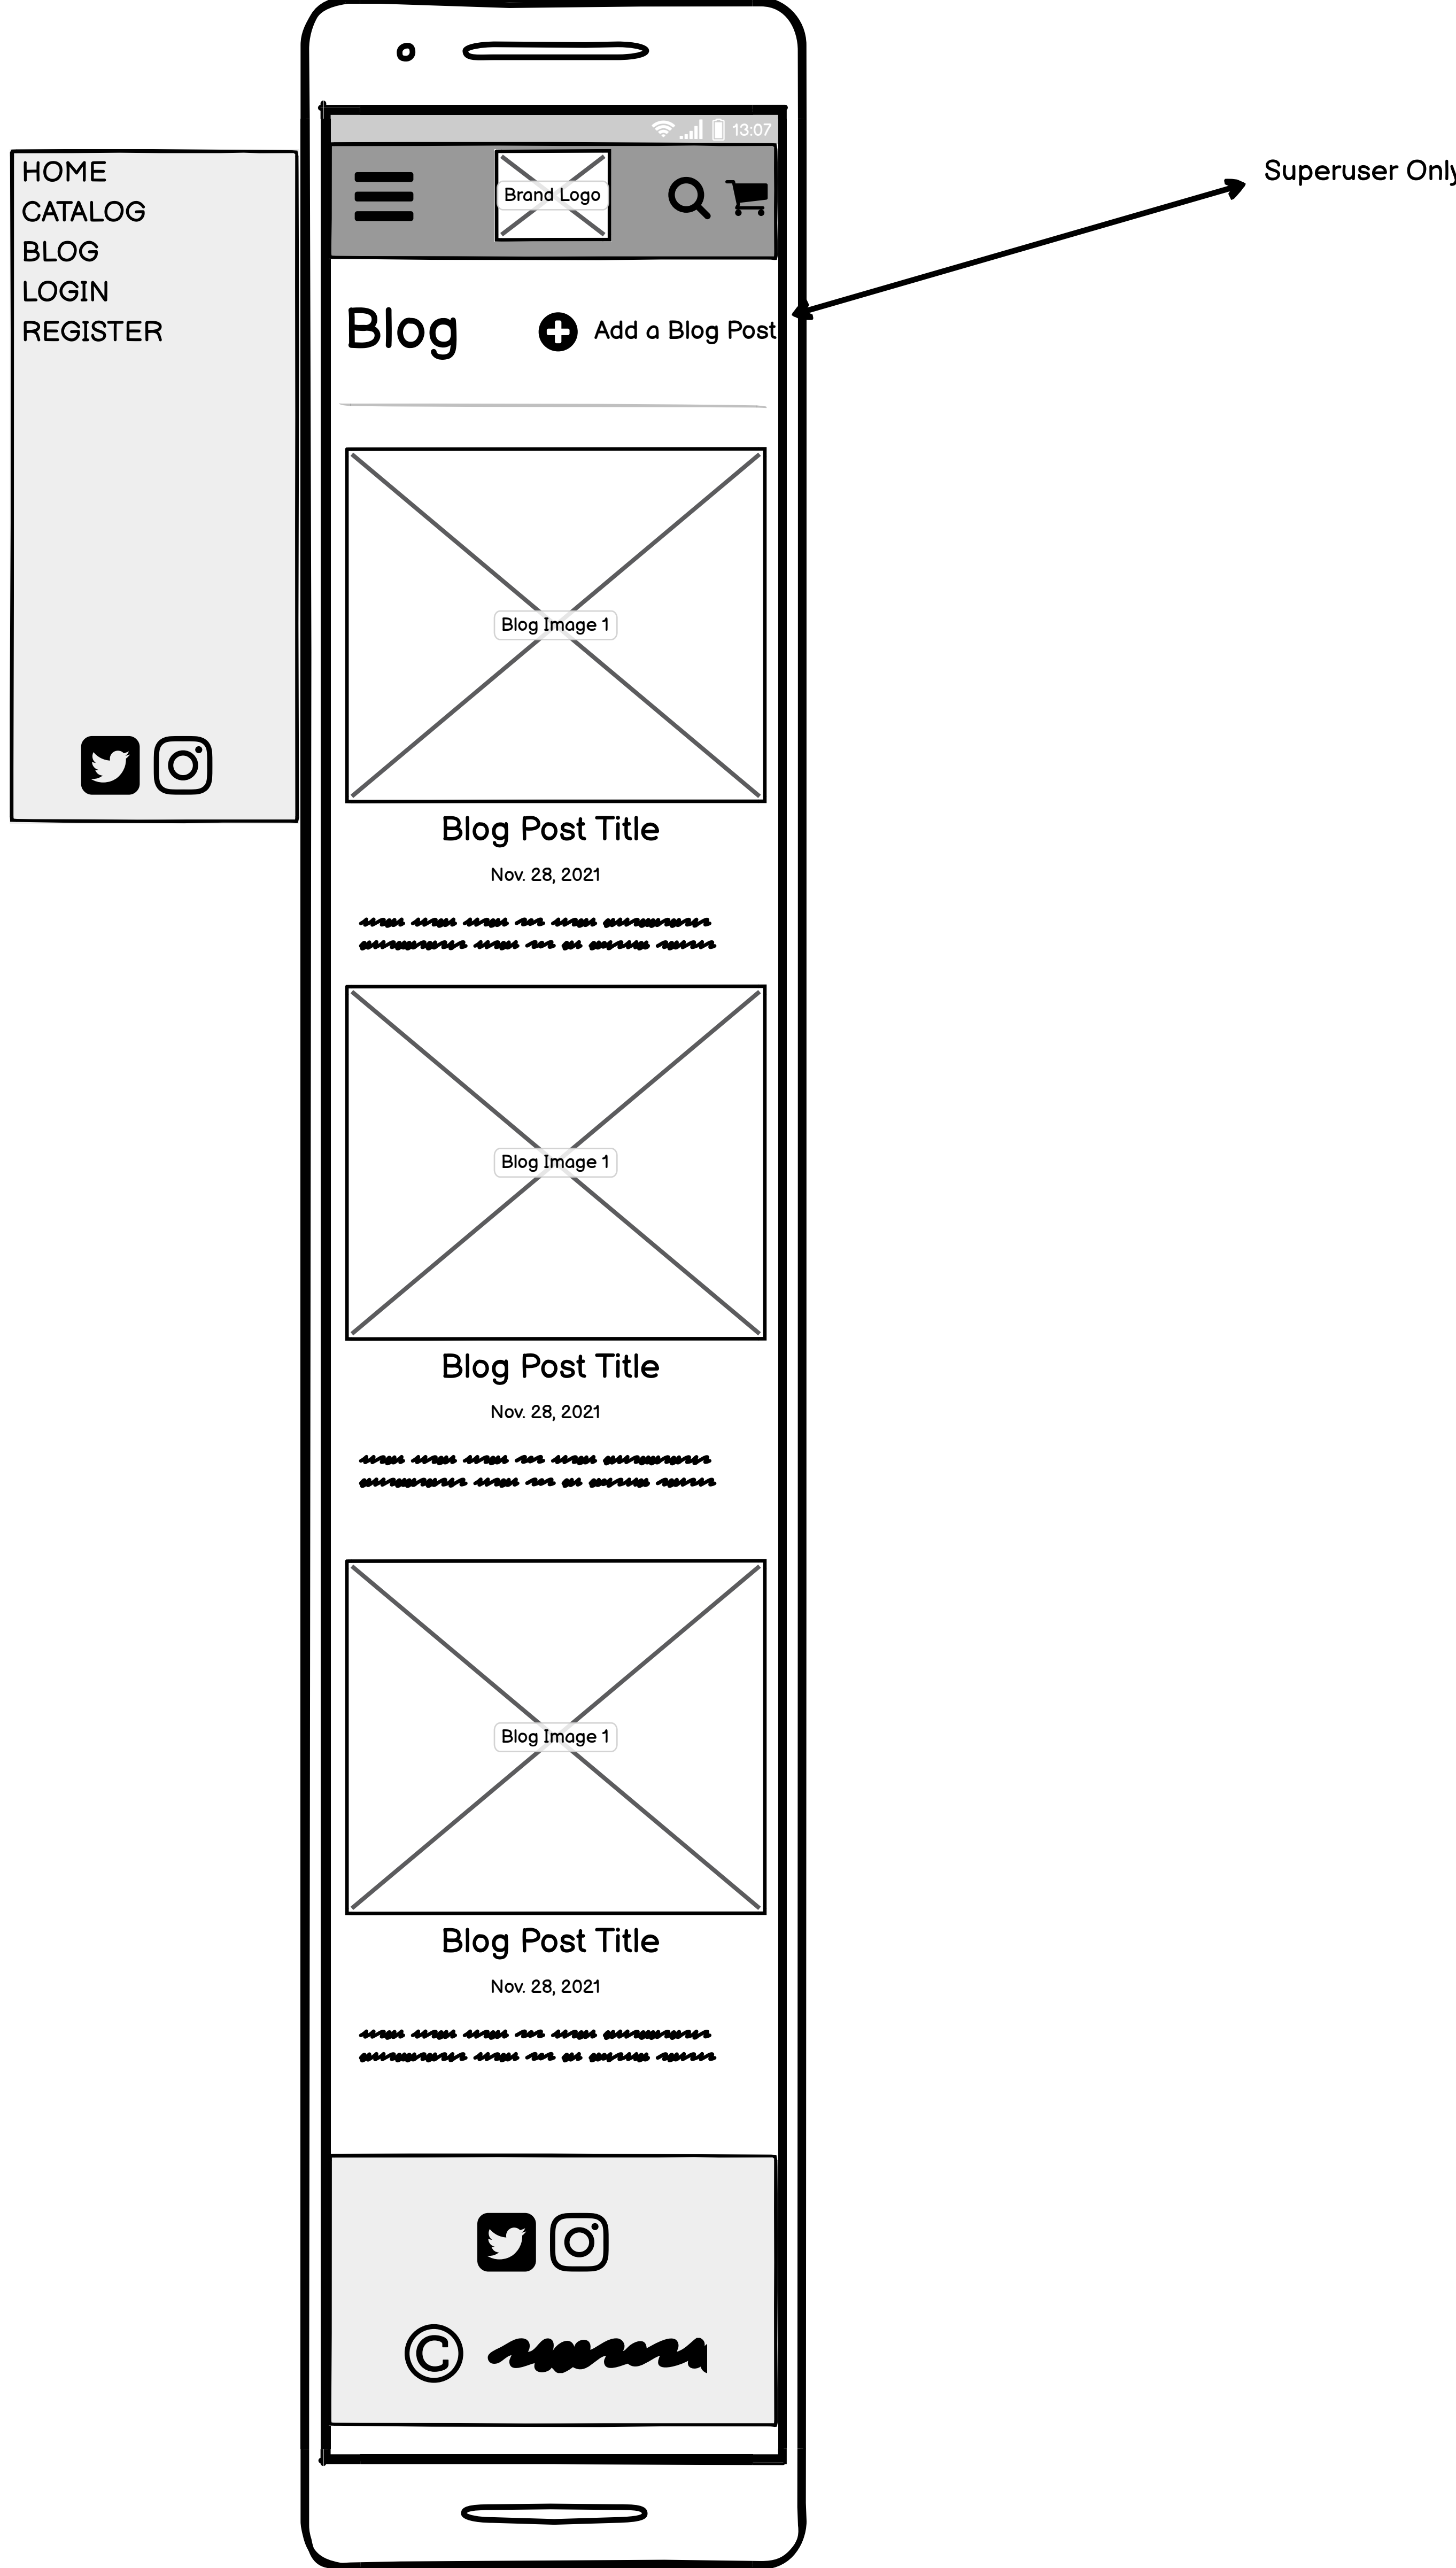 13:07
HOME
CATALOG
BLOG
LOGIN
REGISTER
Brand Logo
Superuser Only
Blog
Add a Blog Post
Blog Image 1
Blog Post Title
Nov. 28, 2021
Blog Image 1
Blog Post Title
Nov. 28, 2021
Blog Image 1
Blog Post Title
Nov. 28, 2021
©